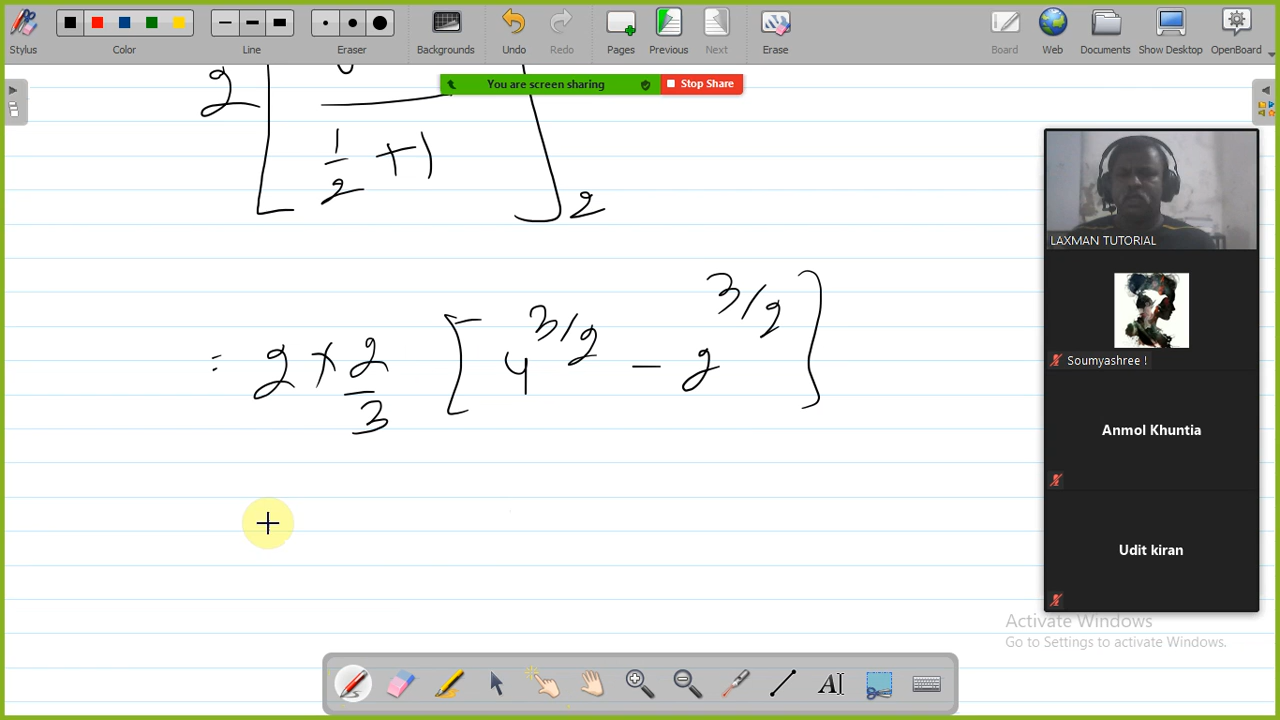 Stylus
Color
Line
Eraser
Backgrounds
Undo
Redo
Pages
Previous
Next
Erase
Board
Web
Documents
Show Desktop
OpenBoard
You are screen sharing
Stop Share
2 [ 1/2 + 1 ] 2
= 2 × 2/3 [ 4^3/2 − 2^3/2 ]
LAXMAN TUTORIAL
Soumyashree !
Anmol Khuntia
Udit kiran
Activate Windows
Go to Settings to activate Windows.